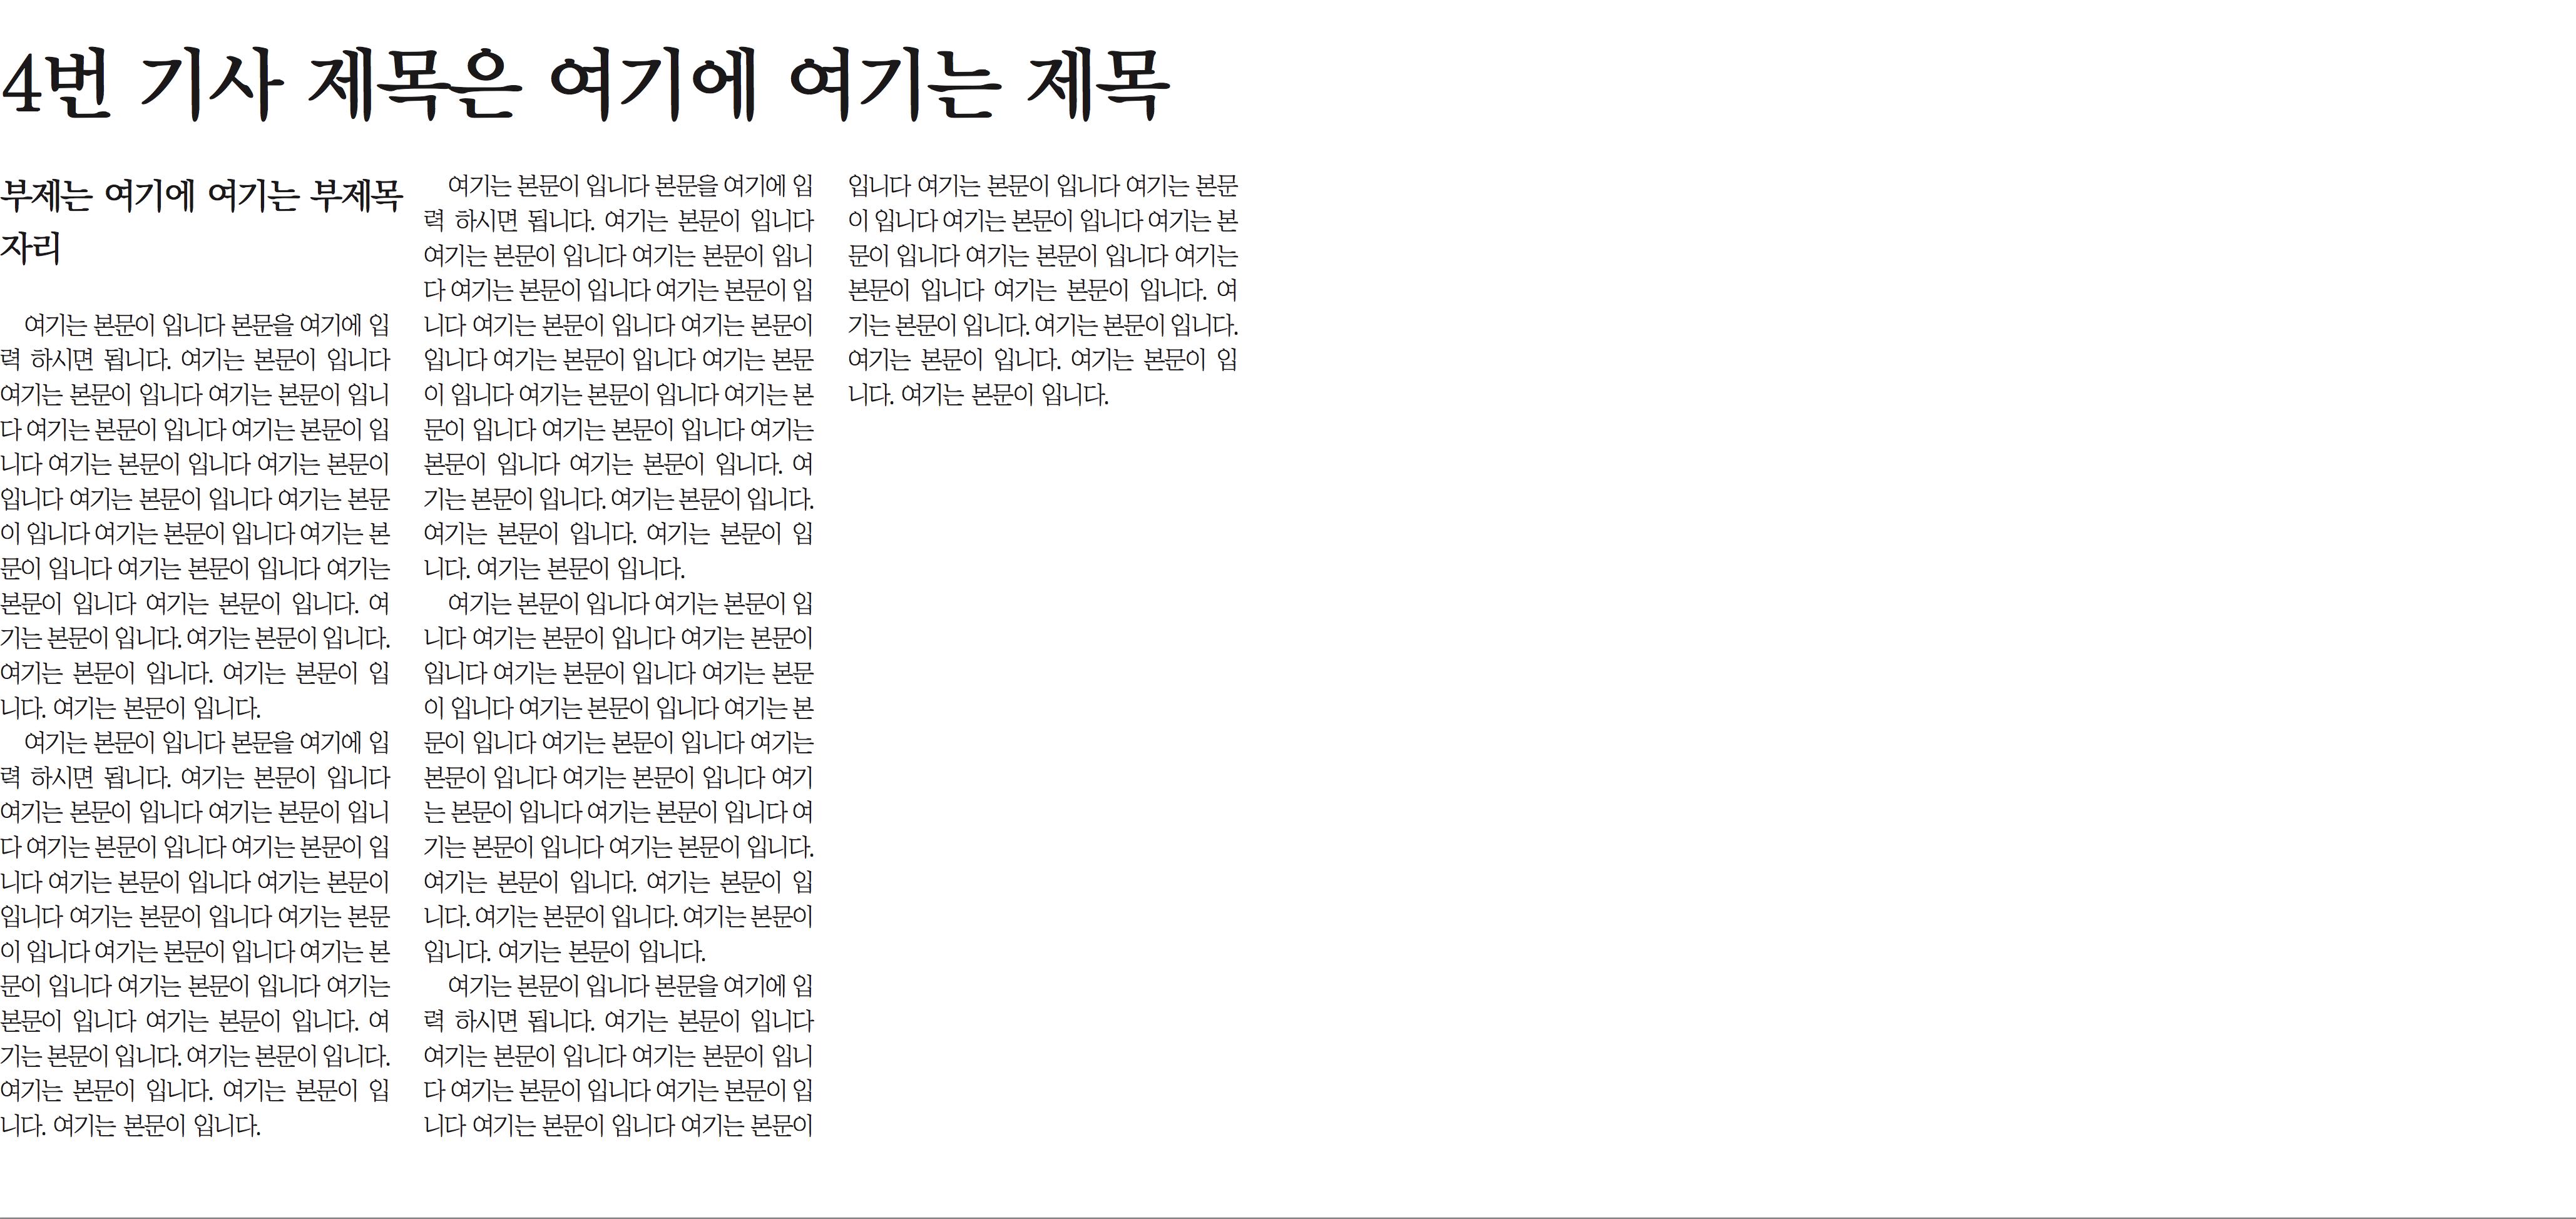 4번 기사 제목은 여기에 여기는 제목
부제는 여기에 여기는 부제목
자리
여기는 본문이 입니다 본문을 여기에 입
력 하시면 됩니다. 여기는 본문이 입니다
여기는 본문이 입니다 여기는 본문이 입니
다 여기는 본문이 입니다 여기는 본문이 입
니다 여기는 본문이 입니다 여기는 본문이
입니다 여기는 본문이 입니다 여기는 본문
이 입니다 여기는 본문이 입니다 여기는 본
문이 입니다 여기는 본문이 입니다 여기는
본문이 입니다 여기는 본문이 입니다. 여
기는 본문이 입니다. 여기는 본문이 입니다.
여기는 본문이 입니다. 여기는 본문이 입
니다. 여기는 본문이 입니다.
여기는 본문이 입니다 본문을 여기에 입
력 하시면 됩니다. 여기는 본문이 입니다
여기는 본문이 입니다 여기는 본문이 입니
다 여기는 본문이 입니다 여기는 본문이 입
니다 여기는 본문이 입니다 여기는 본문이
입니다 여기는 본문이 입니다 여기는 본문
이 입니다 여기는 본문이 입니다 여기는 본
문이 입니다 여기는 본문이 입니다 여기는
본문이 입니다 여기는 본문이 입니다. 여
기는 본문이 입니다. 여기는 본문이 입니다.
여기는 본문이 입니다. 여기는 본문이 입
니다. 여기는 본문이 입니다.
여기는 본문이 입니다 본문을 여기에 입
력 하시면 됩니다. 여기는 본문이 입니다
여기는 본문이 입니다 여기는 본문이 입니
다 여기는 본문이 입니다 여기는 본문이 입
니다 여기는 본문이 입니다 여기는 본문이
입니다 여기는 본문이 입니다 여기는 본문
이 입니다 여기는 본문이 입니다 여기는 본
문이 입니다 여기는 본문이 입니다 여기는
본문이 입니다 여기는 본문이 입니다. 여
기는 본문이 입니다. 여기는 본문이 입니다.
여기는 본문이 입니다. 여기는 본문이 입
니다. 여기는 본문이 입니다.
여기는 본문이 입니다 여기는 본문이 입
니다 여기는 본문이 입니다 여기는 본문이
입니다 여기는 본문이 입니다 여기는 본문
이 입니다 여기는 본문이 입니다 여기는 본
문이 입니다 여기는 본문이 입니다 여기는
본문이 입니다 여기는 본문이 입니다 여기
는 본문이 입니다 여기는 본문이 입니다 여
기는 본문이 입니다 여기는 본문이 입니다.
여기는 본문이 입니다. 여기는 본문이 입
니다. 여기는 본문이 입니다. 여기는 본문이
입니다. 여기는 본문이 입니다.
여기는 본문이 입니다 본문을 여기에 입
력 하시면 됩니다. 여기는 본문이 입니다
여기는 본문이 입니다 여기는 본문이 입니
다 여기는 본문이 입니다 여기는 본문이 입
니다 여기는 본문이 입니다 여기는 본문이
입니다 여기는 본문이 입니다 여기는 본문
이 입니다 여기는 본문이 입니다 여기는 본
문이 입니다 여기는 본문이 입니다 여기는
본문이 입니다 여기는 본문이 입니다. 여
기는 본문이 입니다. 여기는 본문이 입니다.
여기는 본문이 입니다. 여기는 본문이 입
니다. 여기는 본문이 입니다.